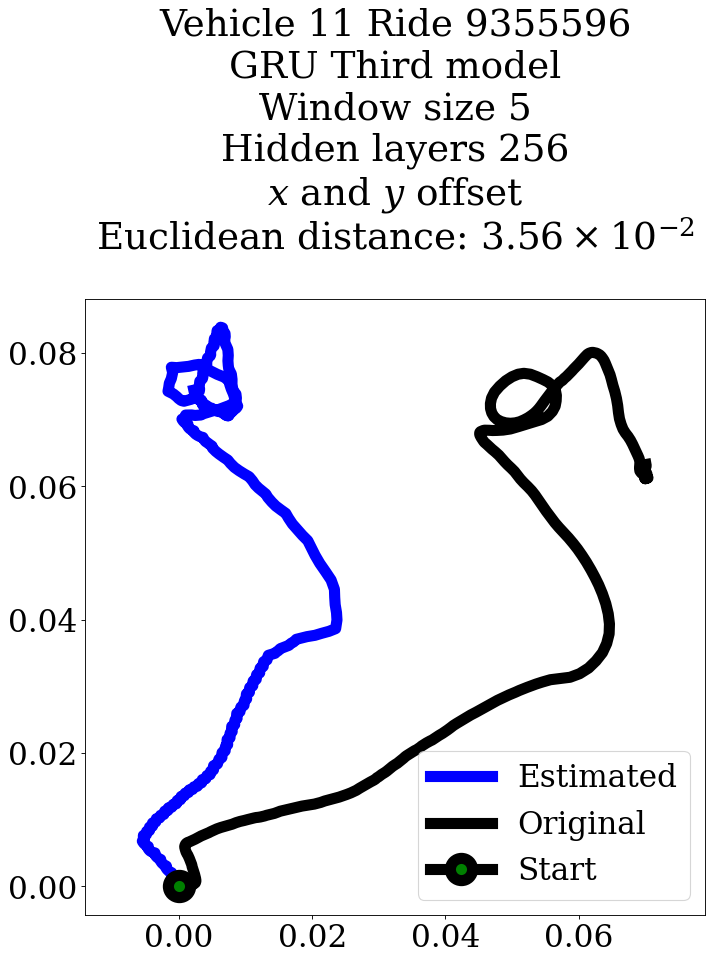 Vehicle 11 Ride 9355596
GRU Third model
Window size 5
Hidden layers 256
x and y offset
Euclidean distance: 3.56 × 10⁻²
0.08
0.06
0.04
0.02
0.00
Estimated
Original
Start
0.00 0.02 0.04 0.06